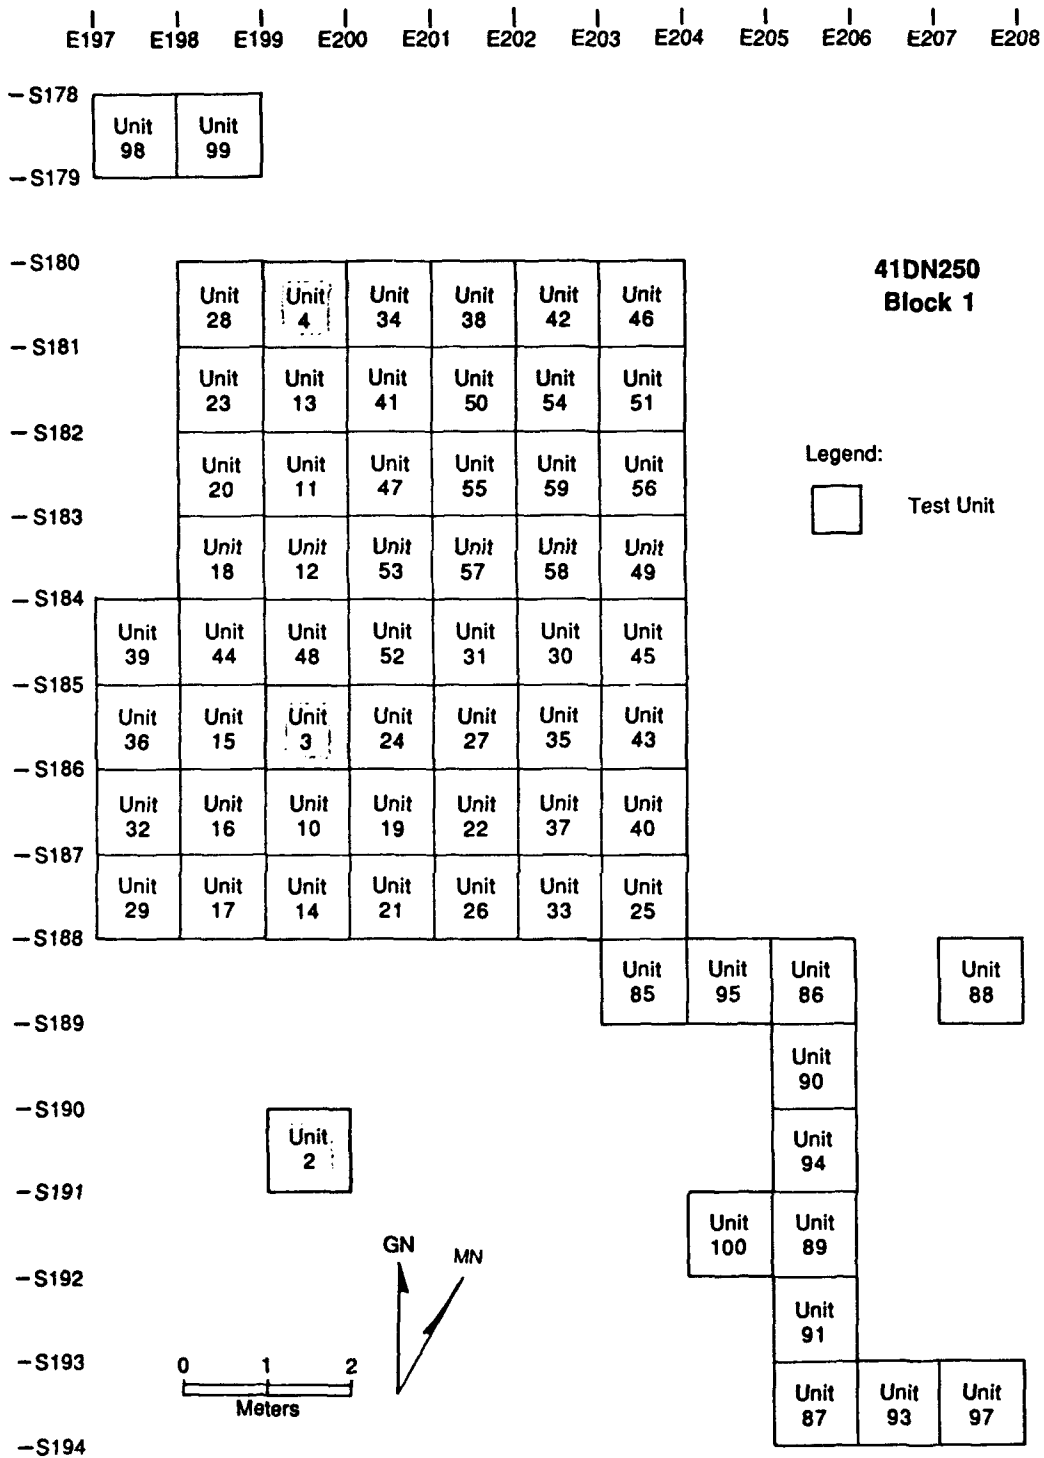 E197 E198 E199 E200 E201 E202 E203 E204 E205 E206 E207 E208
S178
Unit Unit
98 99
S179
S180
41DN250
Block 1
Unit Unit Unit Unit Unit Unit
28 4 34 38 42 46
S181
Unit Unit Unit Unit Unit Unit
23 13 41 50 54 51
S182
Legend:
Test Unit
Unit Unit Unit Unit Unit Unit
20 11 47 55 59 56
S183
Unit Unit Unit Unit Unit Unit
18 12 53 57 58 49
S184
Unit Unit Unit Unit Unit Unit Unit
39 44 48 52 31 30 45
S185
Unit Unit Unit Unit Unit Unit Unit
36 15 3 24 27 35 43
S186
Unit Unit Unit Unit Unit Unit Unit
32 16 10 19 22 37 40
S187
Unit Unit Unit Unit Unit Unit Unit
29 17 14 21 26 33 25
S188
Unit Unit Unit Unit
85 95 86 88
S189
Unit
90
S190
Unit Unit
2 94
S191
Unit Unit
100 89
GN MN
S192
Unit
91
S193
0 1 2
Meters
Unit Unit Unit
87 93 97
S194